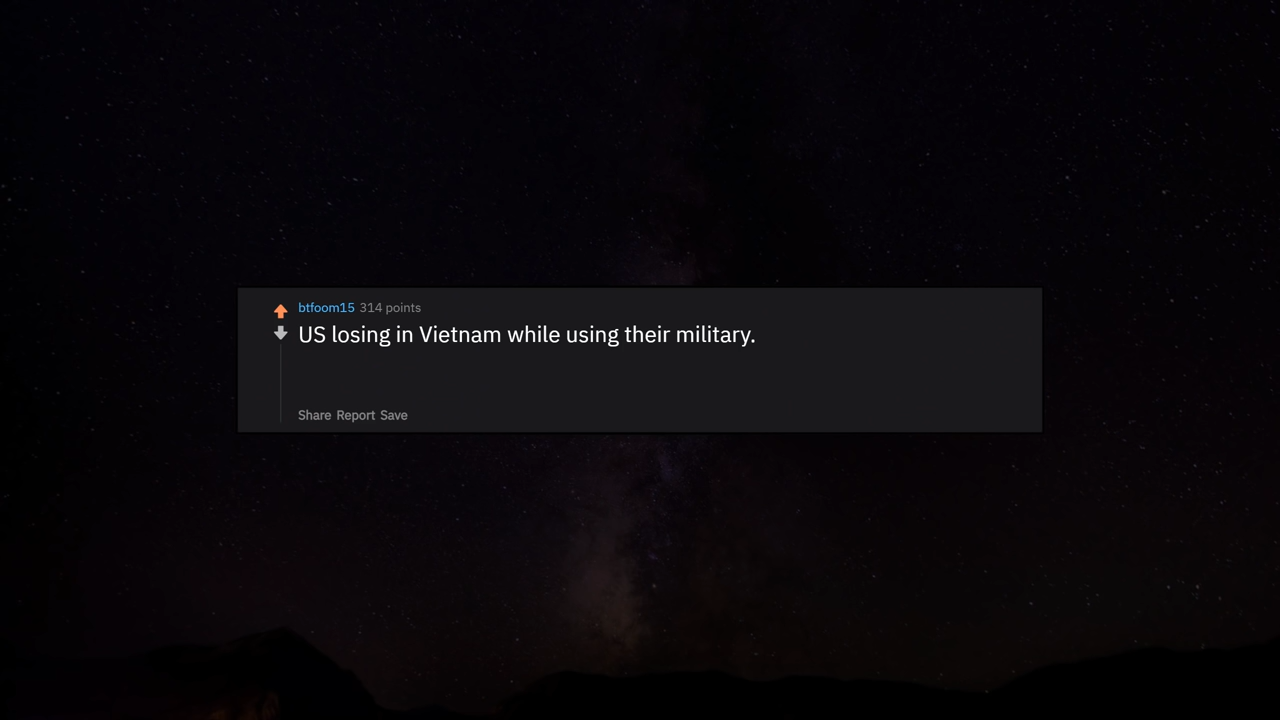 btfoom15 314 points
US losing in Vietnam while using their military.
Share Report Save